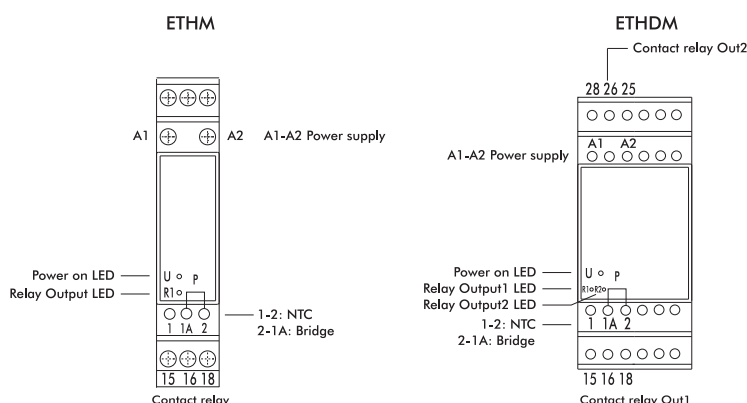 ETHM
A1
A2
A1-A2 Power supply
Power on LED
U
P
Relay Output LED
R1
1 1A 2
1-2: NTC
2-1A: Bridge
15 16 18
Contact relay
ETHDM
Contact relay Out2
28 26 25
A1 A2
A1-A2 Power supply
Power on LED
U
P
Relay Output1 LED
R1 R2
Relay Output2 LED
1 1A 2
1-2: NTC
2-1A: Bridge
15 16 18
Contact relay Out1